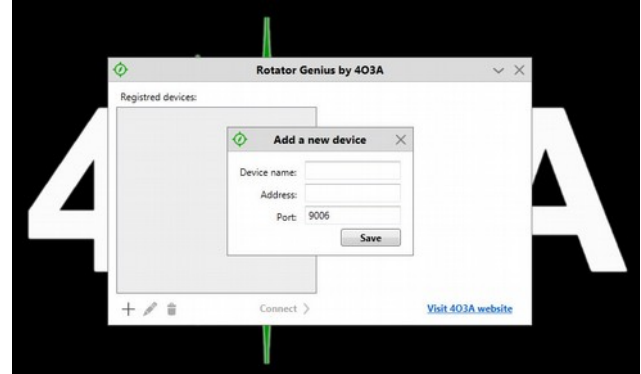 Rotator Genius by 4O3A
Registred devices:
Add a new device
Device name:
Address:
Port: 9006
Save
Connect
Visit 4O3A website
4 A